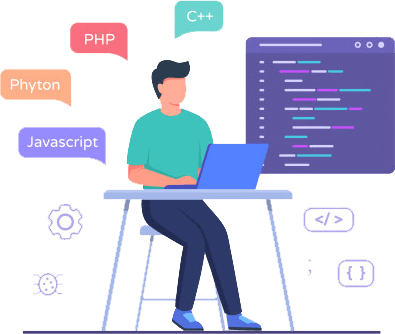 C++
PHP
Phyton
Javascript
</>
;
{ }